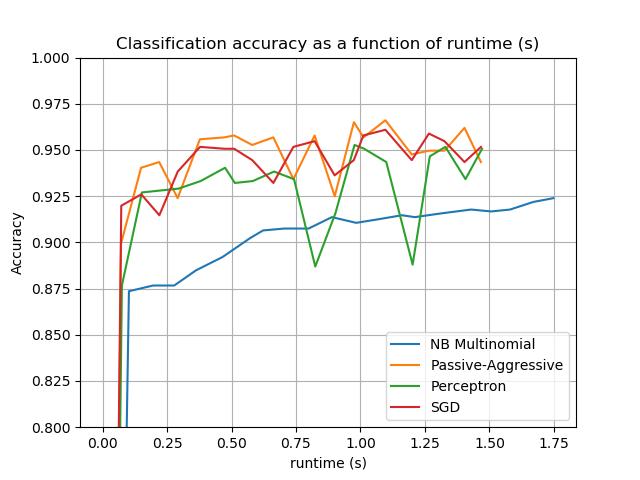 Classification accuracy as a function of runtime (s)
1.000
0.975
0.950
0.925
0.900
0.875
0.850
0.825
0.800
Accuracy
NB Multinomial
Passive-Aggressive
Perceptron
SGD
0.00 0.25 0.50 0.75 1.00 1.25 1.50 1.75
runtime (s)